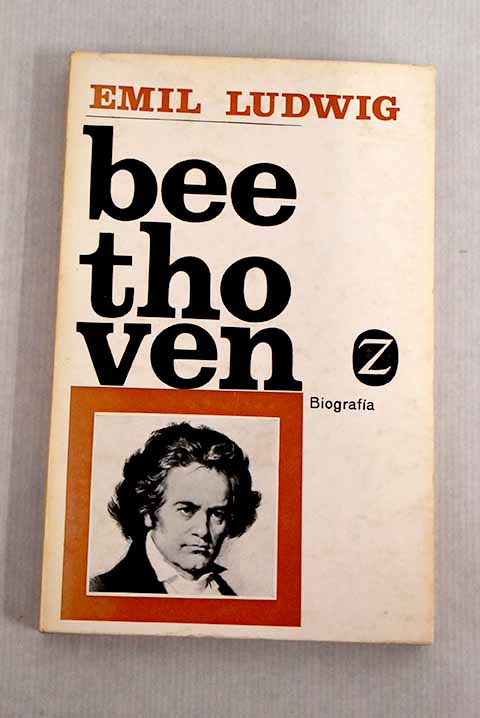 EMIL LUDWIG
bee
tho
ven
Z
Biografía